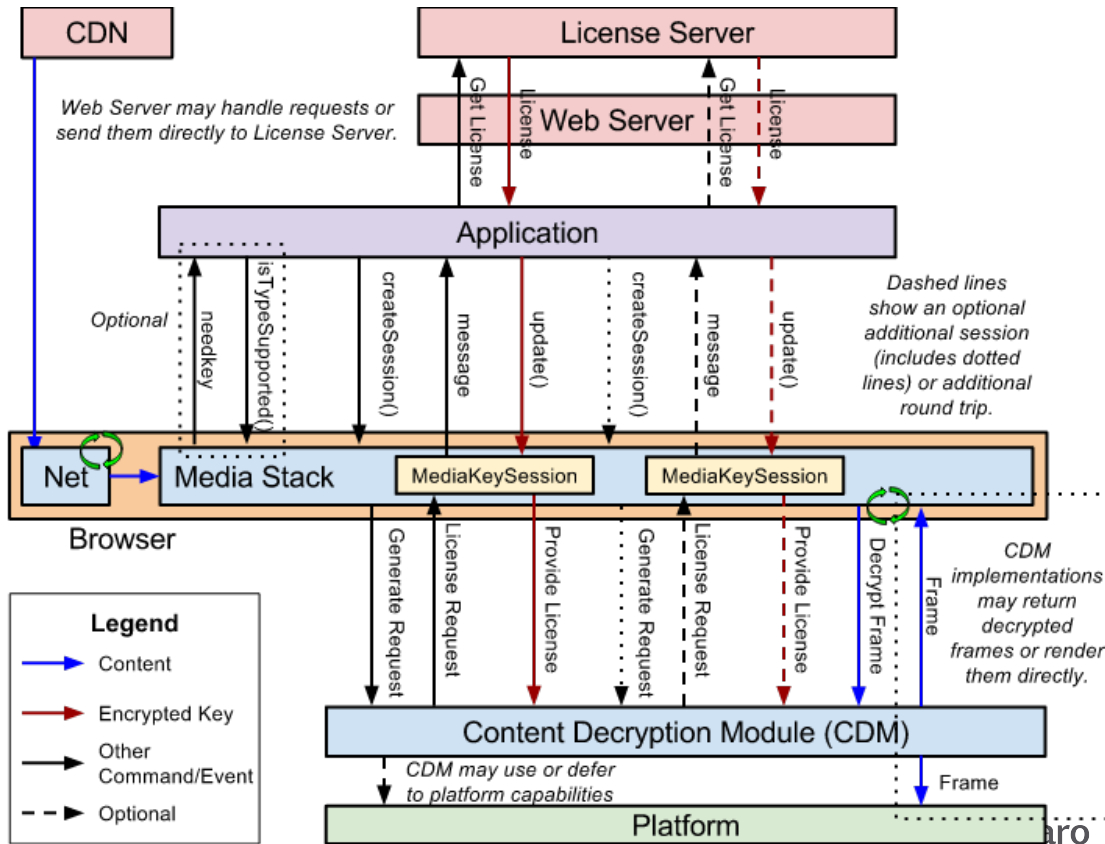 CDN
License Server
Web Server may handle requests or
send them directly to License Server.
Get License
License
Get License
License
Web Server
Application
Optional
needkey
isTypeSupported()
createSession()
message
update()
createSession()
message
update()
Dashed lines
show an optional
additional session
(includes dotted
lines) or additional
round trip.
Net
Media Stack
MediaKeySession
MediaKeySession
Browser
Generate Request
License Request
Provide License
Generate Request
License Request
Provide License
Decrypt Frame
Frame
CDM
implementations
may return
decrypted
frames or render
them directly.
Legend
Content
Encrypted Key
Other
Command/Event
Optional
Content Decryption Module (CDM)
CDM may use or defer
to platform capabilities
Frame
Platform